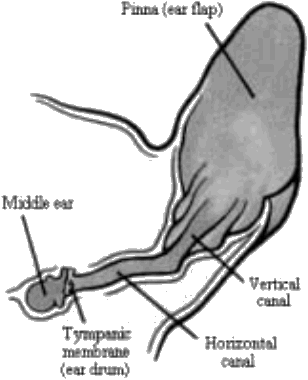 Pinna (ear flap)
Middle ear
Vertical
canal
Tympanic
membrane
(ear drum)
Horizontal
canal